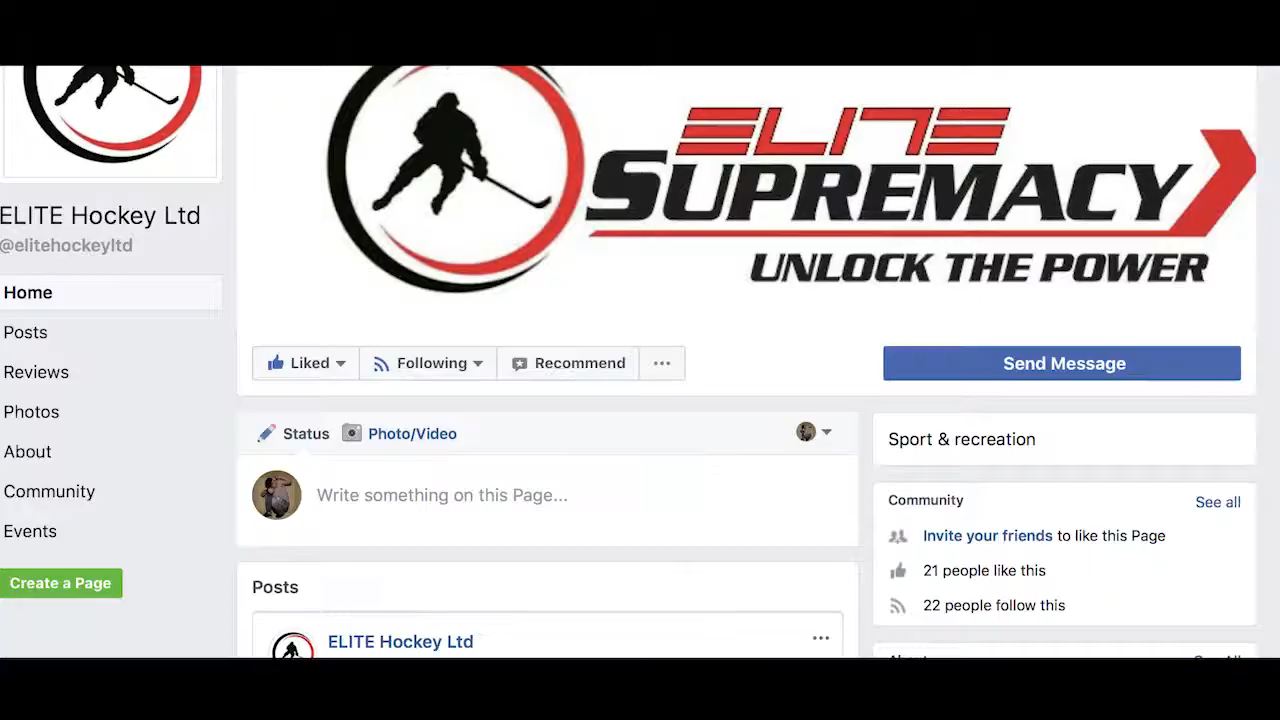 ELITE
SUPREMACY
UNLOCK THE POWER
ELITE Hockey Ltd
@elitehockeyltd
Home
Posts
Reviews
Photos
About
Community
Events
Create a Page
Liked
Following
Recommend
Send Message
Status
Photo/Video
Write something on this Page...
Posts
ELITE Hockey Ltd
Sport & recreation
Community
See all
Invite your friends to like this Page
21 people like this
22 people follow this